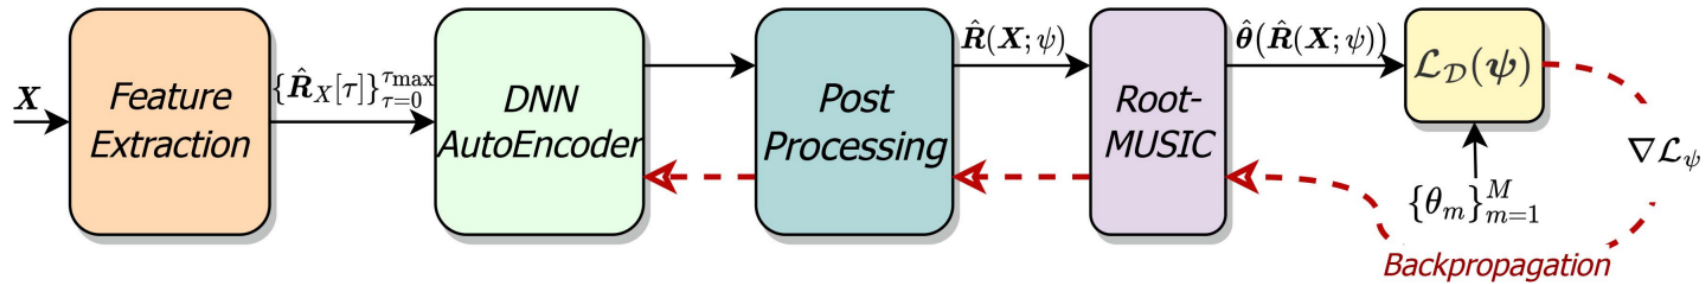 X
Feature
Extraction
{R̂_X[τ]}_{τ=0}^{τ_max}
DNN
AutoEncoder
Post
Processing
R̂(X;ψ)
Root-
MUSIC
θ̂(R̂(X;ψ))
ℒ_𝒟(ψ)
{θ_m}_{m=1}^{M}
∇ℒ_ψ
Backpropagation